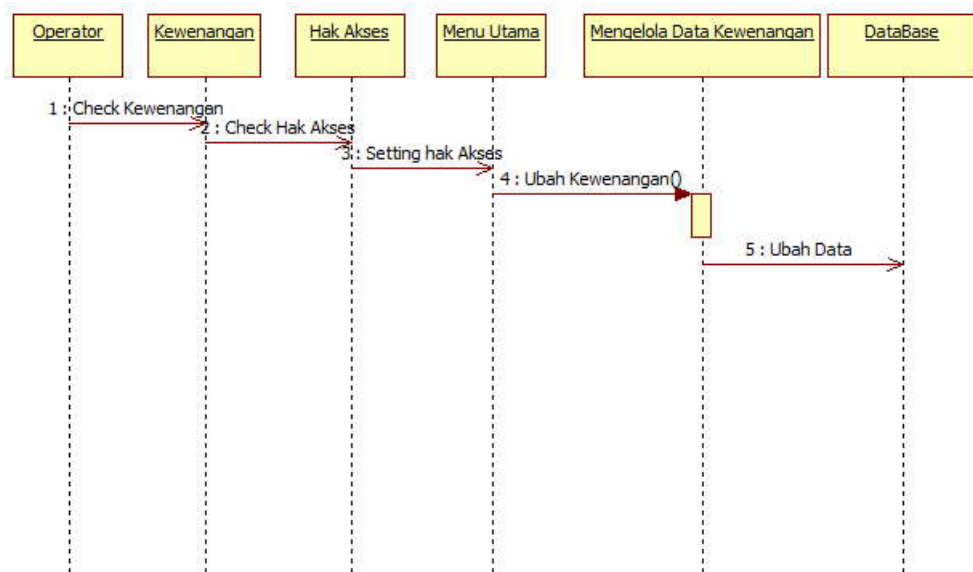 Operator
Kewenangan
Hak Akses
Menu Utama
Mengelola Data Kewenangan
DataBase
1 : Check Kewenangan
2 : Check Hak Akses
3 : Setting hak Akses
4 : Ubah Kewenangan()
5 : Ubah Data